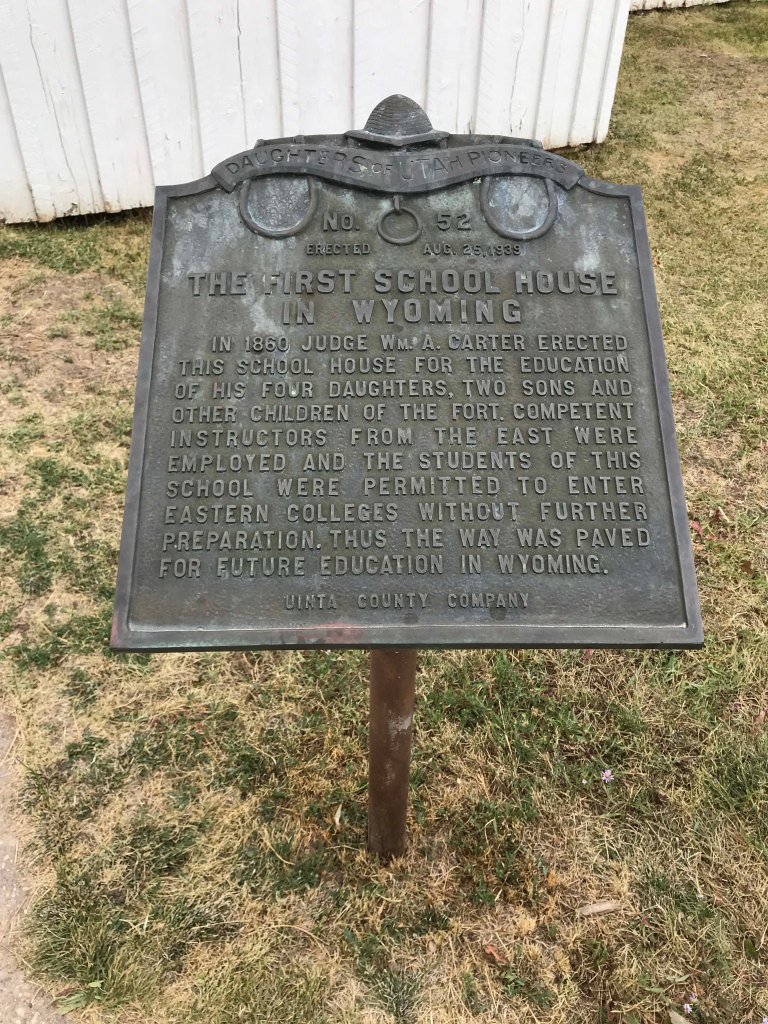 DAUGHTERS OF UTAH PIONEERS
No. 52
ERECTED AUG. 25, 1939
THE FIRST SCHOOL HOUSE
IN WYOMING
IN 1860 JUDGE WM. A. CARTER ERECTED
THIS SCHOOL HOUSE FOR THE EDUCATION
OF HIS FOUR DAUGHTERS, TWO SONS AND
OTHER CHILDREN OF THE FORT. COMPETENT
INSTRUCTORS FROM THE EAST WERE
EMPLOYED AND THE STUDENTS OF THIS
SCHOOL WERE PERMITTED TO ENTER
EASTERN COLLEGES WITHOUT FURTHER
PREPARATION. THUS THE WAY WAS PAVED
FOR FUTURE EDUCATION IN WYOMING.
UINTA COUNTY COMPANY